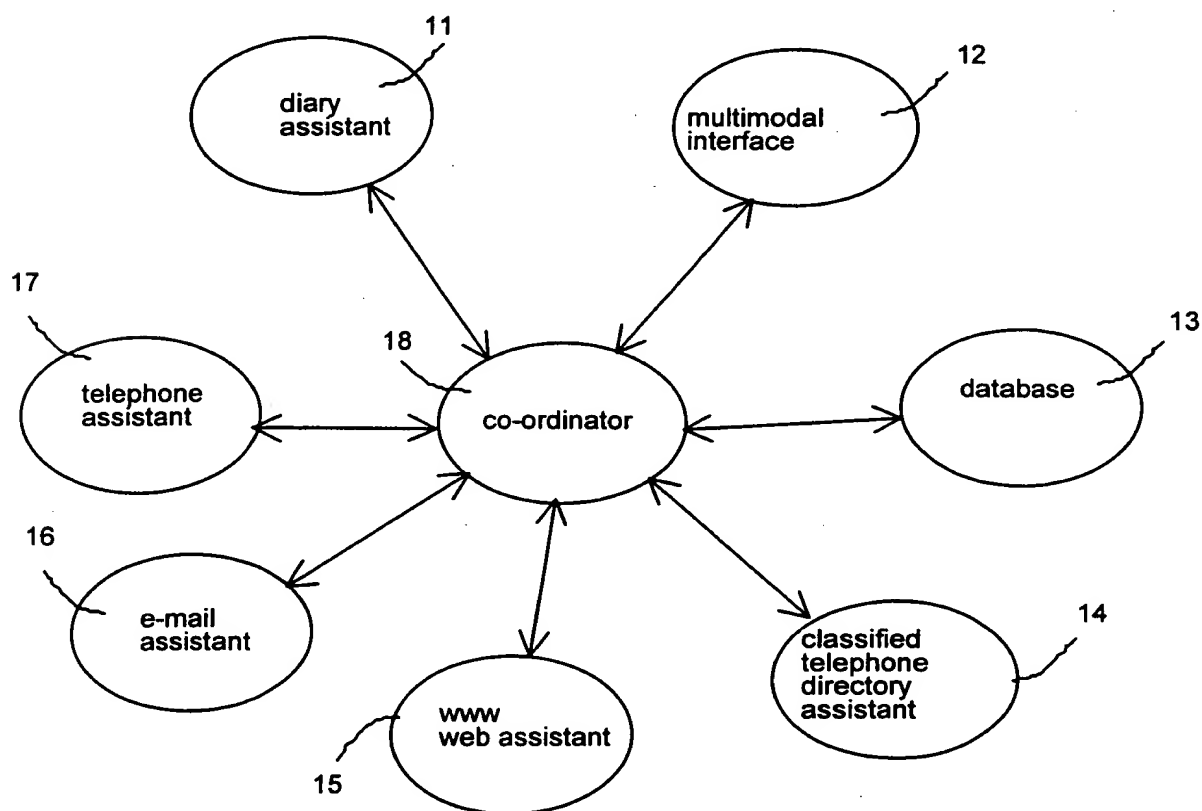 11
diary
assistant
12
multimodal
interface
17
telephone
assistant
18
co-ordinator
13
database
16
e-mail
assistant
15
www
web assistant
14
classified
telephone
directory
assistant